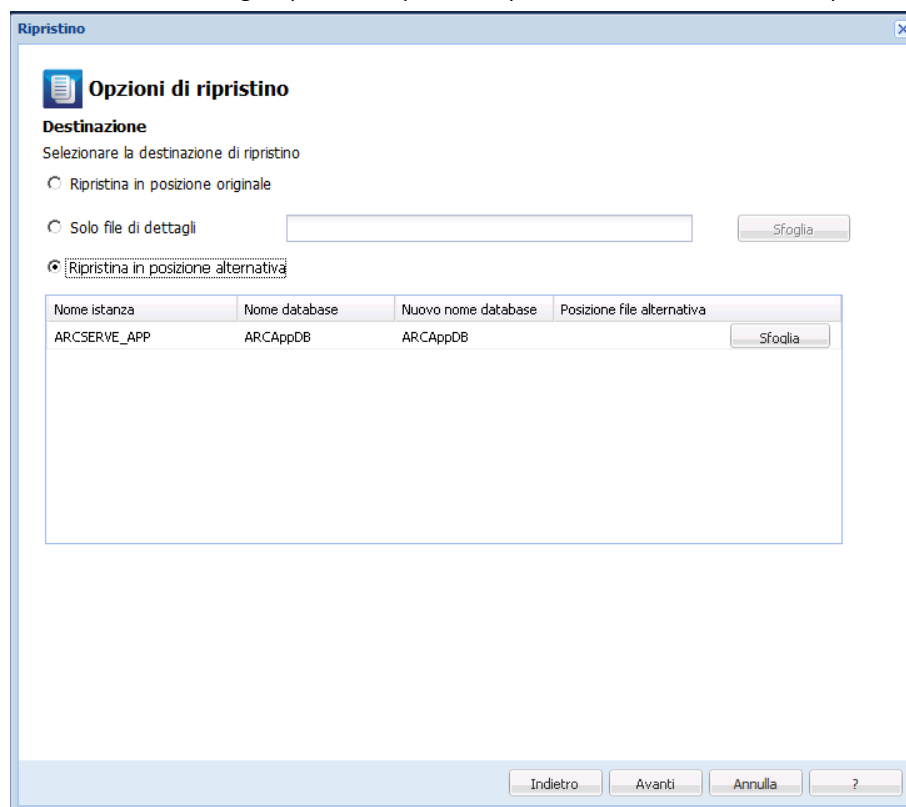 Ripristino
Opzioni di ripristino
Destinazione
Selezionare la destinazione di ripristino
Ripristina in posizione originale
Solo file di dettagli
Sfoglia
Ripristina in posizione alternativa
Nome istanza Nome database Nuovo nome database Posizione file alternativa
ARCSERVE_APP ARCAppDB ARCAppDB Sfoglia
Indietro Avanti Annulla ?